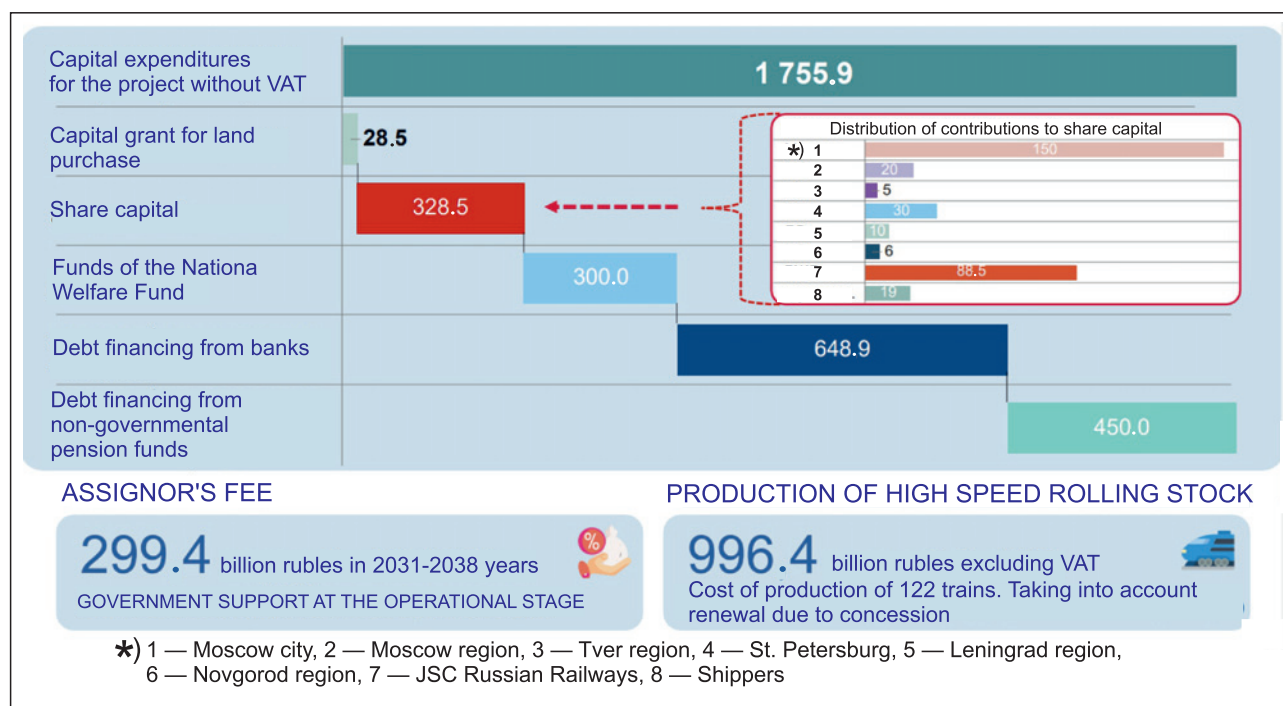 Capital expenditures
for the project without VAT
1 755.9
Capital grant for land
purchase
28.5
Share capital
328.5
Funds of the Nationa
Welfare Fund
300.0
Debt financing from banks
648.9
Debt financing from
non-governmental
pension funds
450.0
Distribution of contributions to share capital
*) 1 150
2 20
3 5
4 30
5 10
6 6
7 88.5
8 19
ASSIGNOR'S FEE
299.4 billion rubles in 2031-2038 years
%
GOVERNMENT SUPPORT AT THE OPERATIONAL STAGE
PRODUCTION OF HIGH SPEED ROLLING STOCK
996.4 billion rubles excluding VAT
Cost of production of 122 trains. Taking into account
renewal due to concession
*) 1 — Moscow city, 2 — Moscow region, 3 — Tver region, 4 — St. Petersburg, 5 — Leningrad region,
6 — Novgorod region, 7 — JSC Russian Railways, 8 — Shippers